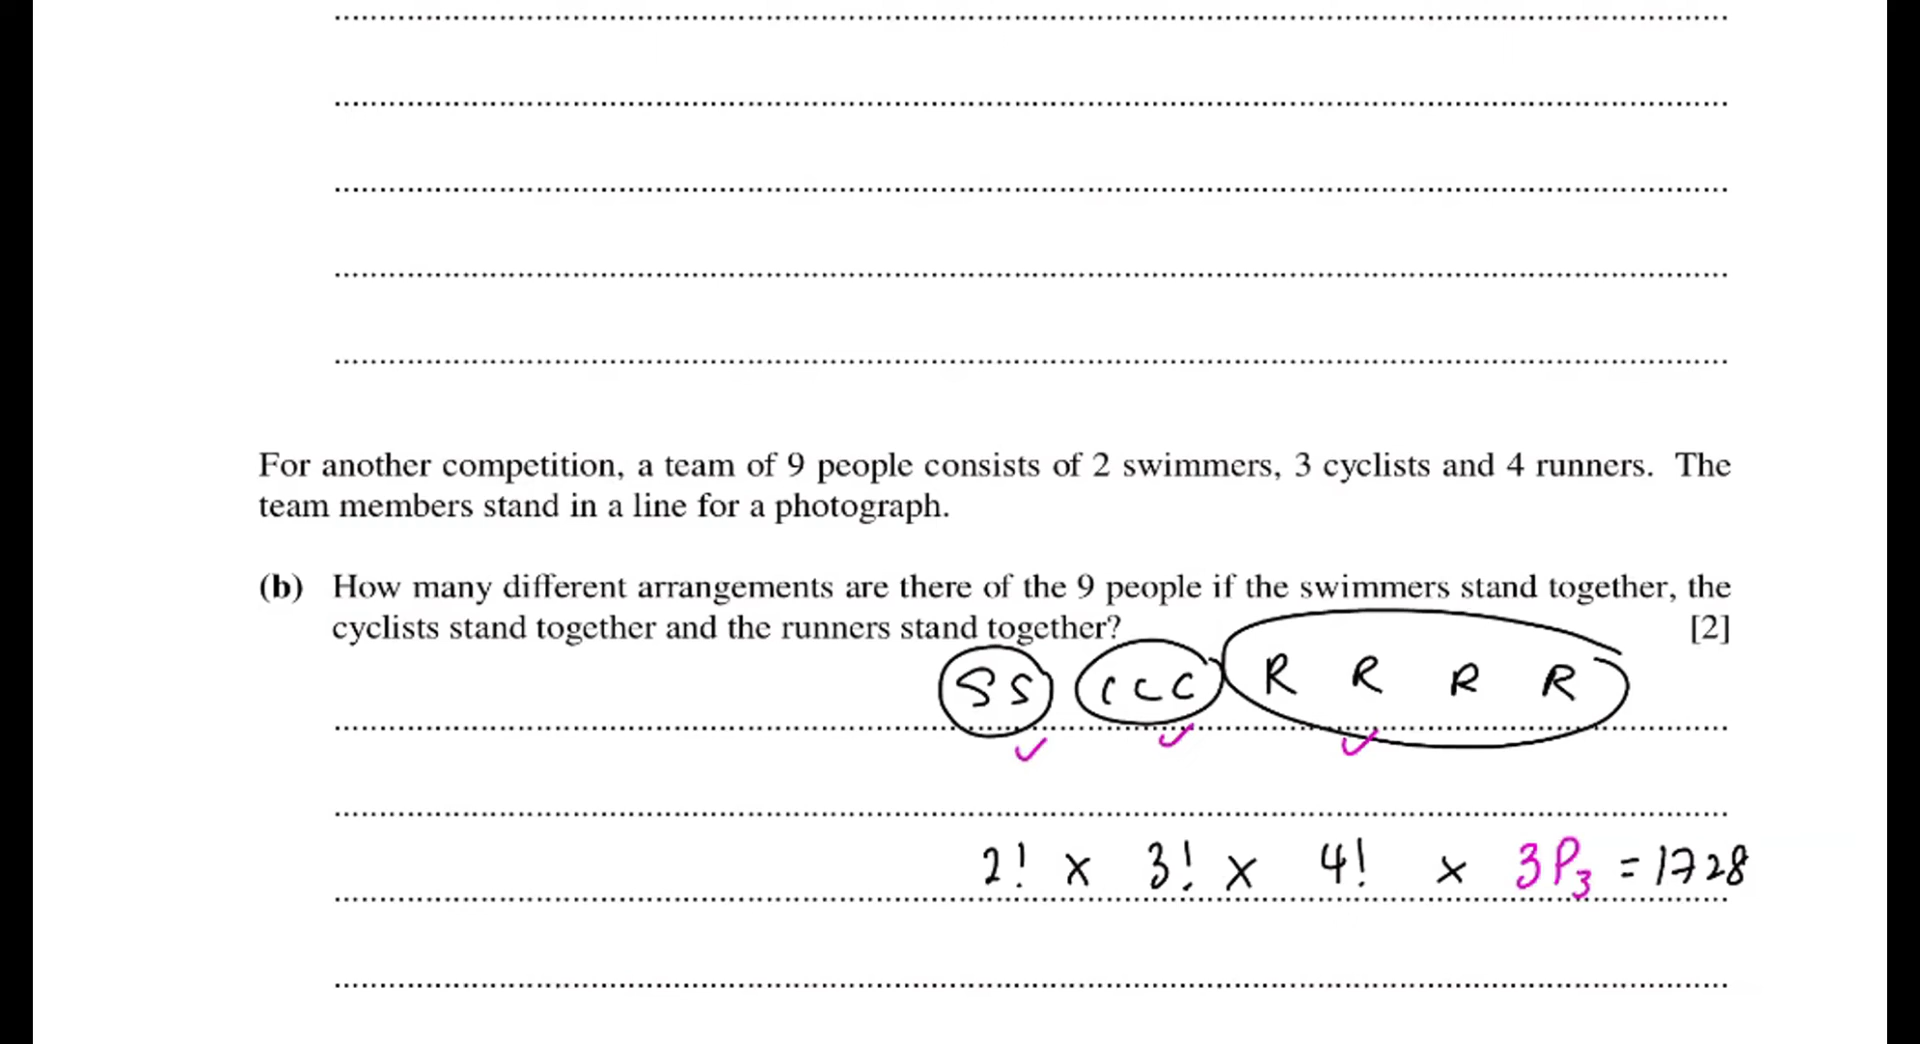 For another competition, a team of 9 people consists of 2 swimmers, 3 cyclists and 4 runners. The
team members stand in a line for a photograph.
(b) How many different arrangements are there of the 9 people if the swimmers stand together, the
cyclists stand together and the runners stand together? [2]
S S C C C R R R R
2! × 3! × 4! × 3P₃ = 1728